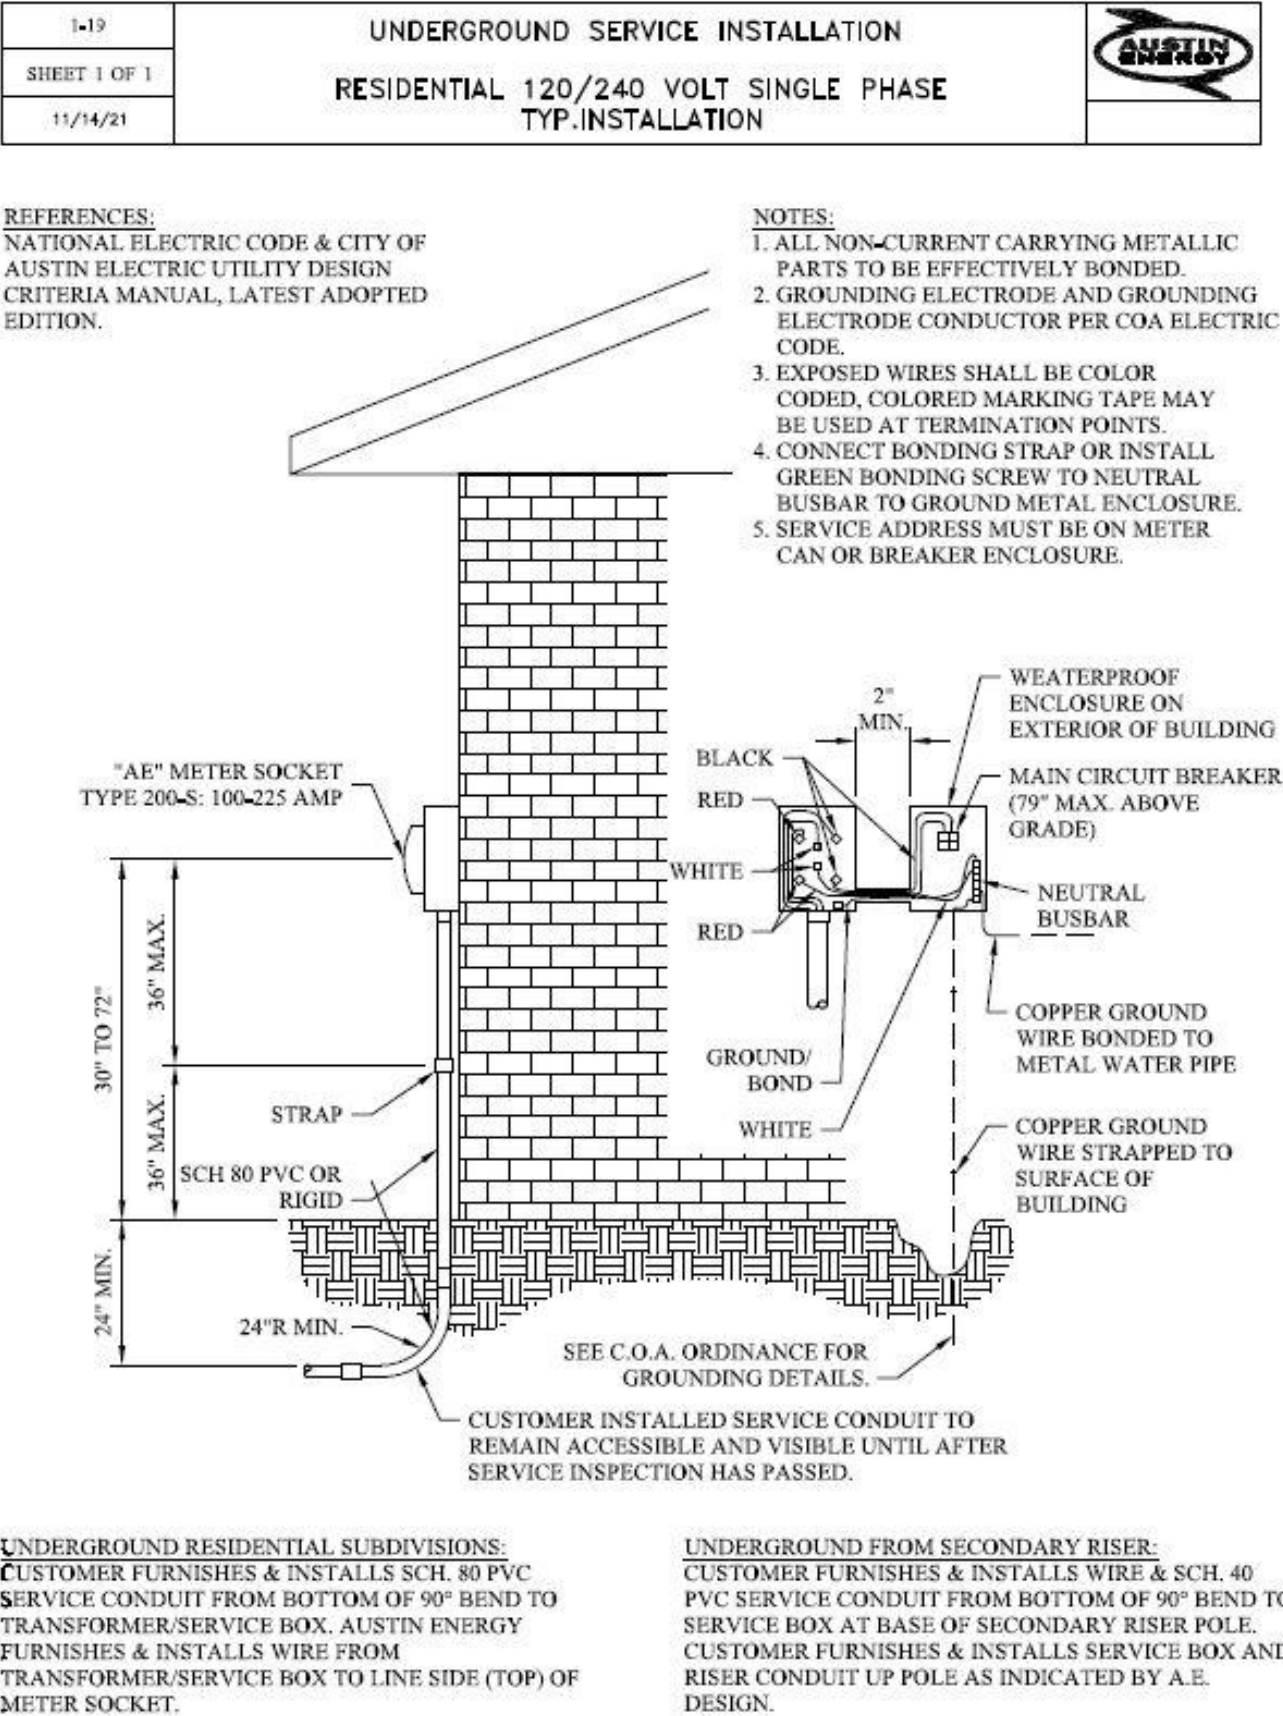 1-19
SHEET 1 OF 1
11/14/21
UNDERGROUND SERVICE INSTALLATION
RESIDENTIAL 120/240 VOLT SINGLE PHASE
TYP.INSTALLATION
AUSTIN
ENERGY
REFERENCES:
NATIONAL ELECTRIC CODE & CITY OF
AUSTIN ELECTRIC UTILITY DESIGN
CRITERIA MANUAL, LATEST ADOPTED
EDITION.
NOTES:
1. ALL NON-CURRENT CARRYING METALLIC
PARTS TO BE EFFECTIVELY BONDED.
2. GROUNDING ELECTRODE AND GROUNDING
ELECTRODE CONDUCTOR PER COA ELECTRIC
CODE.
3. EXPOSED WIRES SHALL BE COLOR
CODED, COLORED MARKING TAPE MAY
BE USED AT TERMINATION POINTS.
4. CONNECT BONDING STRAP OR INSTALL
GREEN BONDING SCREW TO NEUTRAL
BUSBAR TO GROUND METAL ENCLOSURE.
5. SERVICE ADDRESS MUST BE ON METER
CAN OR BREAKER ENCLOSURE.
"AE" METER SOCKET
TYPE 200-S: 100-225 AMP
36" MAX.
30" TO 72"
36" MAX.
STRAP
SCH 80 PVC OR
RIGID
24" MIN.
24"R MIN.
2"
MIN.
BLACK
RED
WHITE
RED
GROUND/
BOND
WHITE
WEATERPROOF
ENCLOSURE ON
EXTERIOR OF BUILDING
MAIN CIRCUIT BREAKER
(79" MAX. ABOVE
GRADE)
NEUTRAL
BUSBAR
COPPER GROUND
WIRE BONDED TO
METAL WATER PIPE
COPPER GROUND
WIRE STRAPPED TO
SURFACE OF
BUILDING
SEE C.O.A. ORDINANCE FOR
GROUNDING DETAILS.
CUSTOMER INSTALLED SERVICE CONDUIT TO
REMAIN ACCESSIBLE AND VISIBLE UNTIL AFTER
SERVICE INSPECTION HAS PASSED.
UNDERGROUND RESIDENTIAL SUBDIVISIONS:
CUSTOMER FURNISHES & INSTALLS SCH. 80 PVC
SERVICE CONDUIT FROM BOTTOM OF 90° BEND TO
TRANSFORMER/SERVICE BOX. AUSTIN ENERGY
FURNISHES & INSTALLS WIRE FROM
TRANSFORMER/SERVICE BOX TO LINE SIDE (TOP) OF
METER SOCKET.
UNDERGROUND FROM SECONDARY RISER:
CUSTOMER FURNISHES & INSTALLS WIRE & SCH. 40
PVC SERVICE CONDUIT FROM BOTTOM OF 90° BEND TO
SERVICE BOX AT BASE OF SECONDARY RISER POLE.
CUSTOMER FURNISHES & INSTALLS SERVICE BOX AND
RISER CONDUIT UP POLE AS INDICATED BY A.E.
DESIGN.